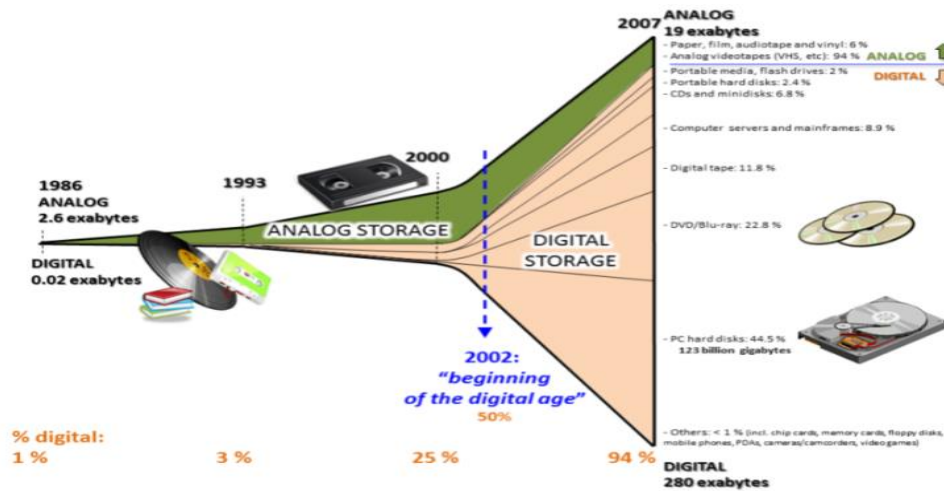 2007
ANALOG
19 exabytes
- Paper, film, audiotape and vinyl: 6 %
- Analog videotapes (VHS, etc): 94 %
ANALOG
- Portable media, flash drives: 2 %
DIGITAL
- Portable hard disks: 2.4 %
- CDs and minidisks: 6.8 %
- Computer servers and mainframes: 8.9 %
- Digital tape: 11.8 %
- DVD/Blu-ray: 22.8 %
- PC hard disks: 44.5 %
123 billion gigabytes
- Others: < 1 % (incl. chip cards, memory cards, floppy disks,
mobile phones, PDAs, cameras/camcorders, video games)
DIGITAL
280 exabytes
2000
1993
1986
ANALOG
2.6 exabytes
ANALOG STORAGE
DIGITAL
STORAGE
DIGITAL
0.02 exabytes
2002:
"beginning
of the digital age"
50%
% digital:
1 %
3 %
25 %
94 %